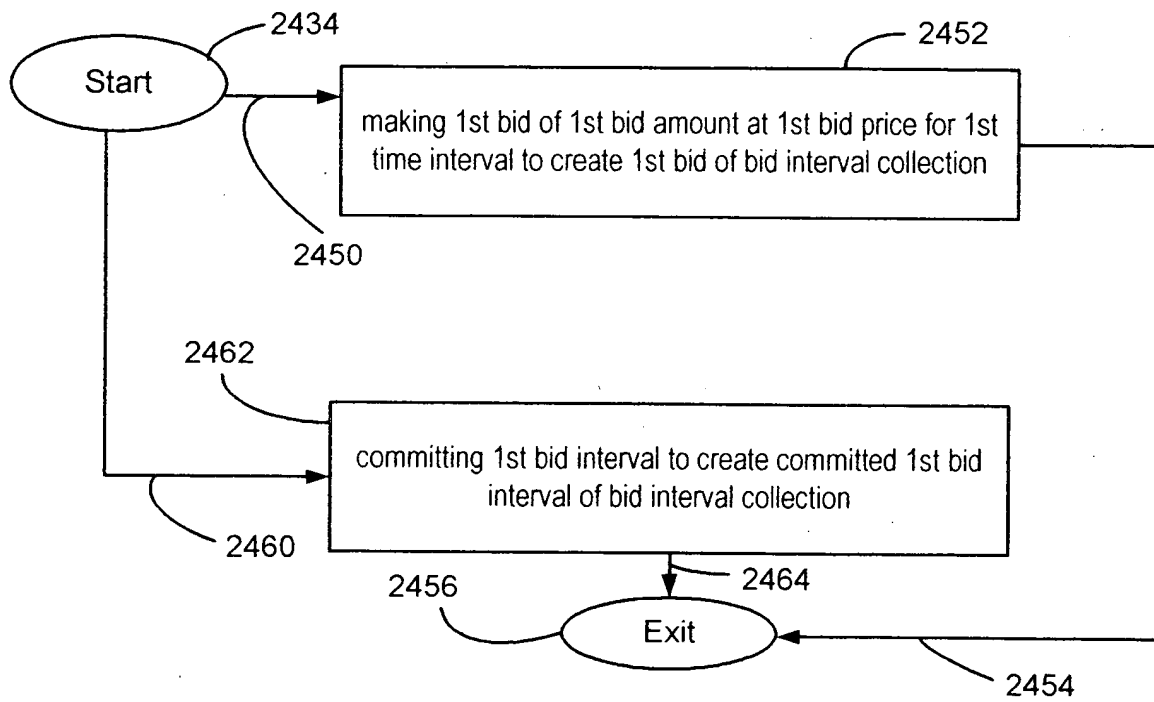 2434
Start
2452
making 1st bid of 1st bid amount at 1st bid price for 1st
time interval to create 1st bid of bid interval collection
2450
2462
committing 1st bid interval to create committed 1st bid
interval of bid interval collection
2460
2464
2456
Exit
2454